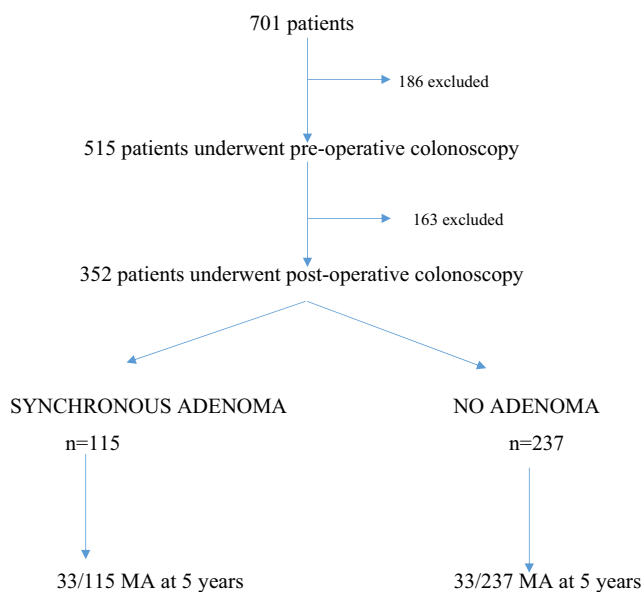 701 patients
186 excluded
515 patients underwent pre-operative colonoscopy
163 excluded
352 patients underwent post-operative colonoscopy
SYNCHRONOUS ADENOMA
n=115
33/115 MA at 5 years
NO ADENOMA
n=237
33/237 MA at 5 years